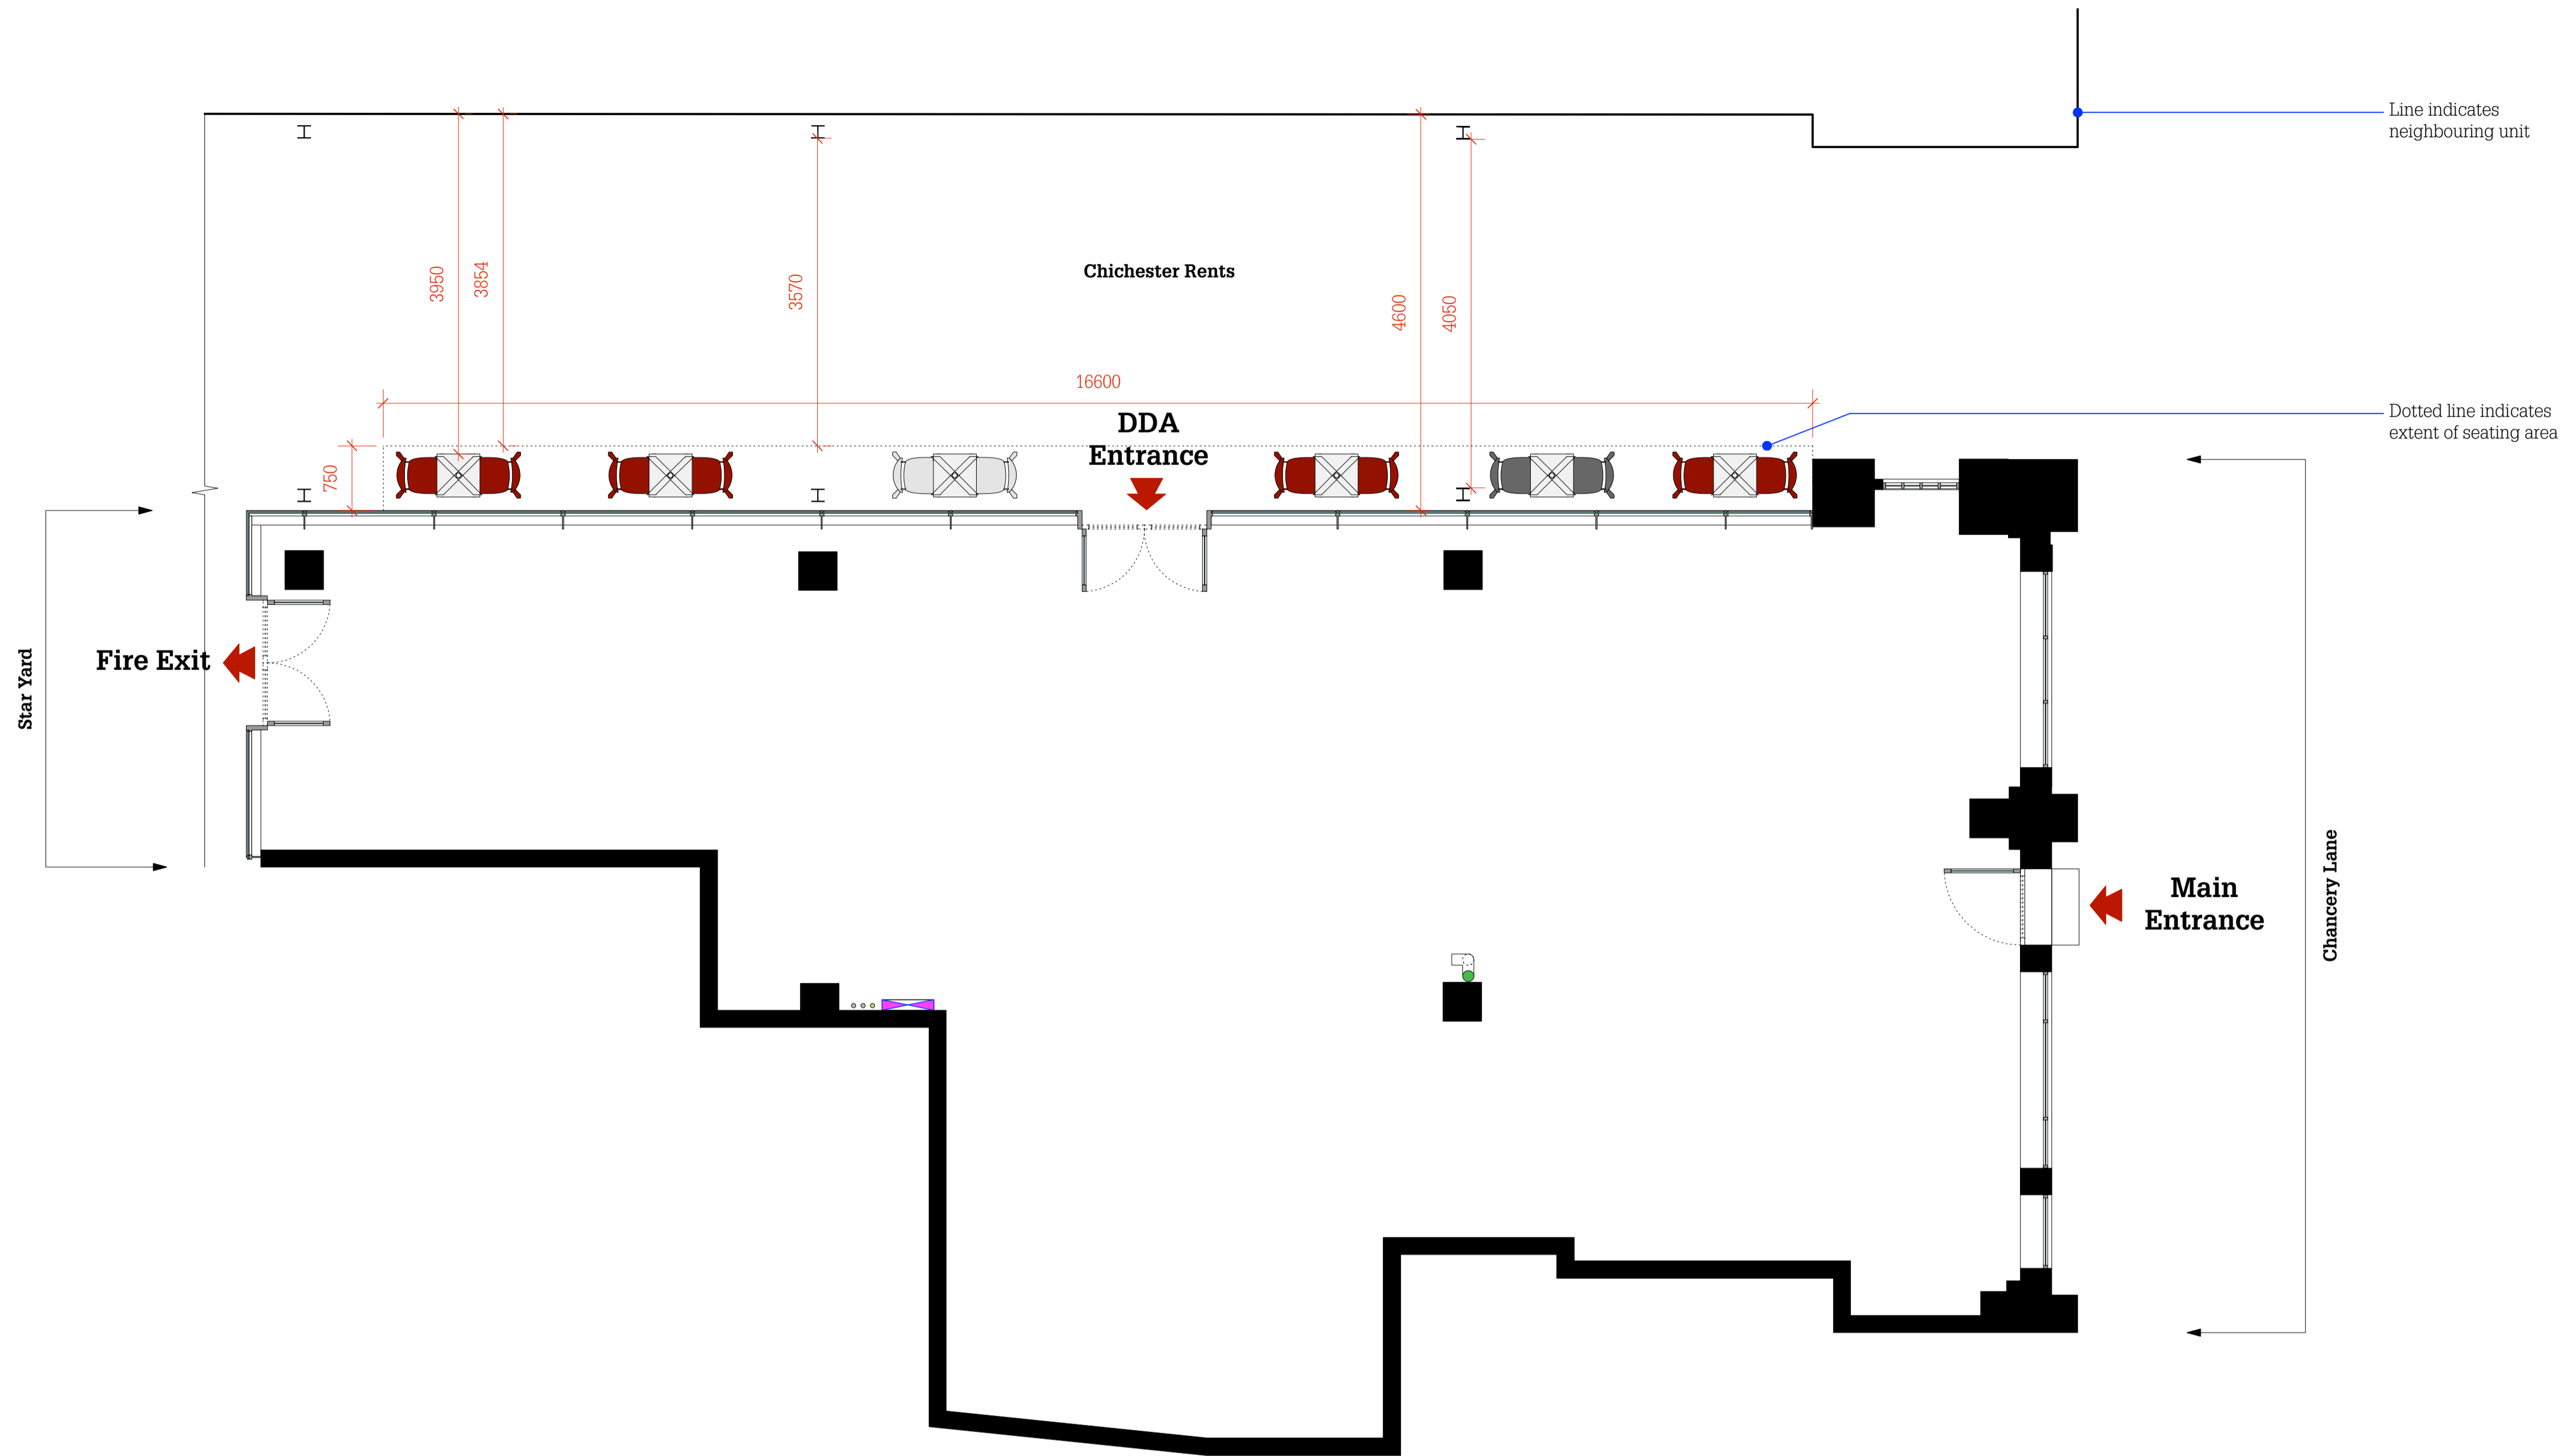 Line indicates
neighbouring unit
3950
3854
3570
Chichester Rents
4600
4050
16600
DDA
Entrance
Dotted line indicates
extent of seating area
750
Star Yard
Fire Exit
Main
Entrance
Chancery Lane